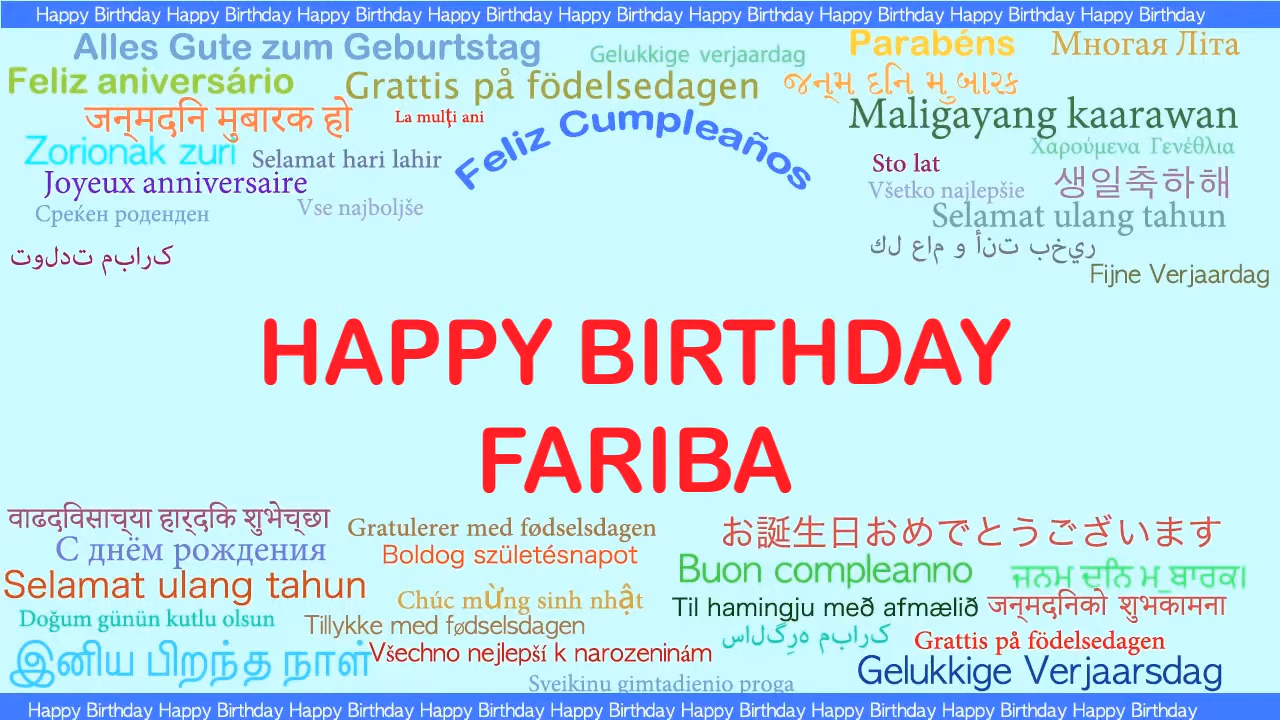 Happy Birthday Happy Birthday Happy Birthday Happy Birthday Happy Birthday Happy Birthday Happy Birthday Happy Birthday Happy Birthday
Alles Gute zum Geburtstag
Gelukkige verjaardag
Parabéns
Многая Літа
Feliz aniversário
Grattis på födelsedagen
જન્મ દિન મુબારક
जन्मदिन मुबारक हो
La mulţi ani
Feliz Cumpleaños
Maligayang kaarawan
Zorionak zuri
Selamat hari lahir
Χαρούμενα Γενέθλια
Sto lat
Joyeux anniversaire
Všetko najlepšie
생일축하해
Среќен роденден
Vse najboljše
Selamat ulang tahun
تولدت مبارک
كل عام و أنت بخير
Fijne Verjaardag
HAPPY BIRTHDAY
FARIBA
वाढदिवसाच्या हार्दिक शुभेच्छा
Gratulerer med fødselsdagen
お誕生日おめでとうございます
С днём рождения
Boldog születésnapot
Buon compleanno
ਜਨਮ ਦਿਨ ਮੁਬਾਰਕ।
Selamat ulang tahun
Chúc mừng sinh nhật
Til hamingju með afmælið
जन्मदिनको शुभकामना
Doğum günün kutlu olsun
Tillykke med fødselsdagen
سالگرہ مبارک
Grattis på födelsedagen
இனிய பிறந்த நாள்
Všechno nejlepší k narozeninám
Gelukkige Verjaarsdag
Sveikinu gimtadienio proga
Happy Birthday Happy Birthday Happy Birthday Happy Birthday Happy Birthday Happy Birthday Happy Birthday Happy Birthday Happy Birthday